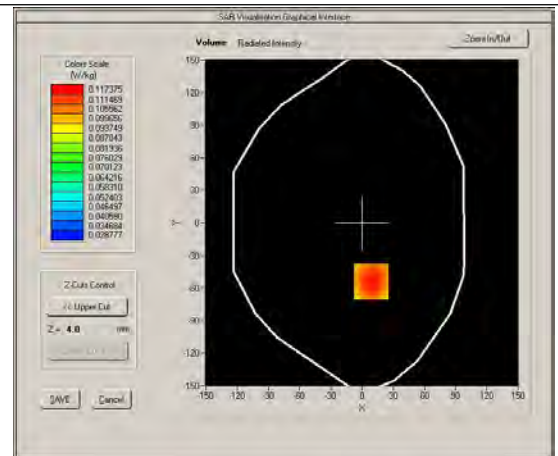 SAR Visualisation Graphical Interface
Volume Radiated Intensity
Zoom In/Out
Colors Scale
(W/kg)
0.117375
0.111469
0.105562
0.099656
0.093749
0.087843
0.081936
0.076029
0.070123
0.064216
0.058310
0.052403
0.046497
0.040590
0.034684
0.028777
Z-Cuts Control
<< Upper Cut
Z = 4.0 mm
SAVE
Cancel
150
120
90
60
30
0
-30
-60
-90
-120
-150
Y
-150 -120 -90 -60 -30 0 30 60 90 120 150
X